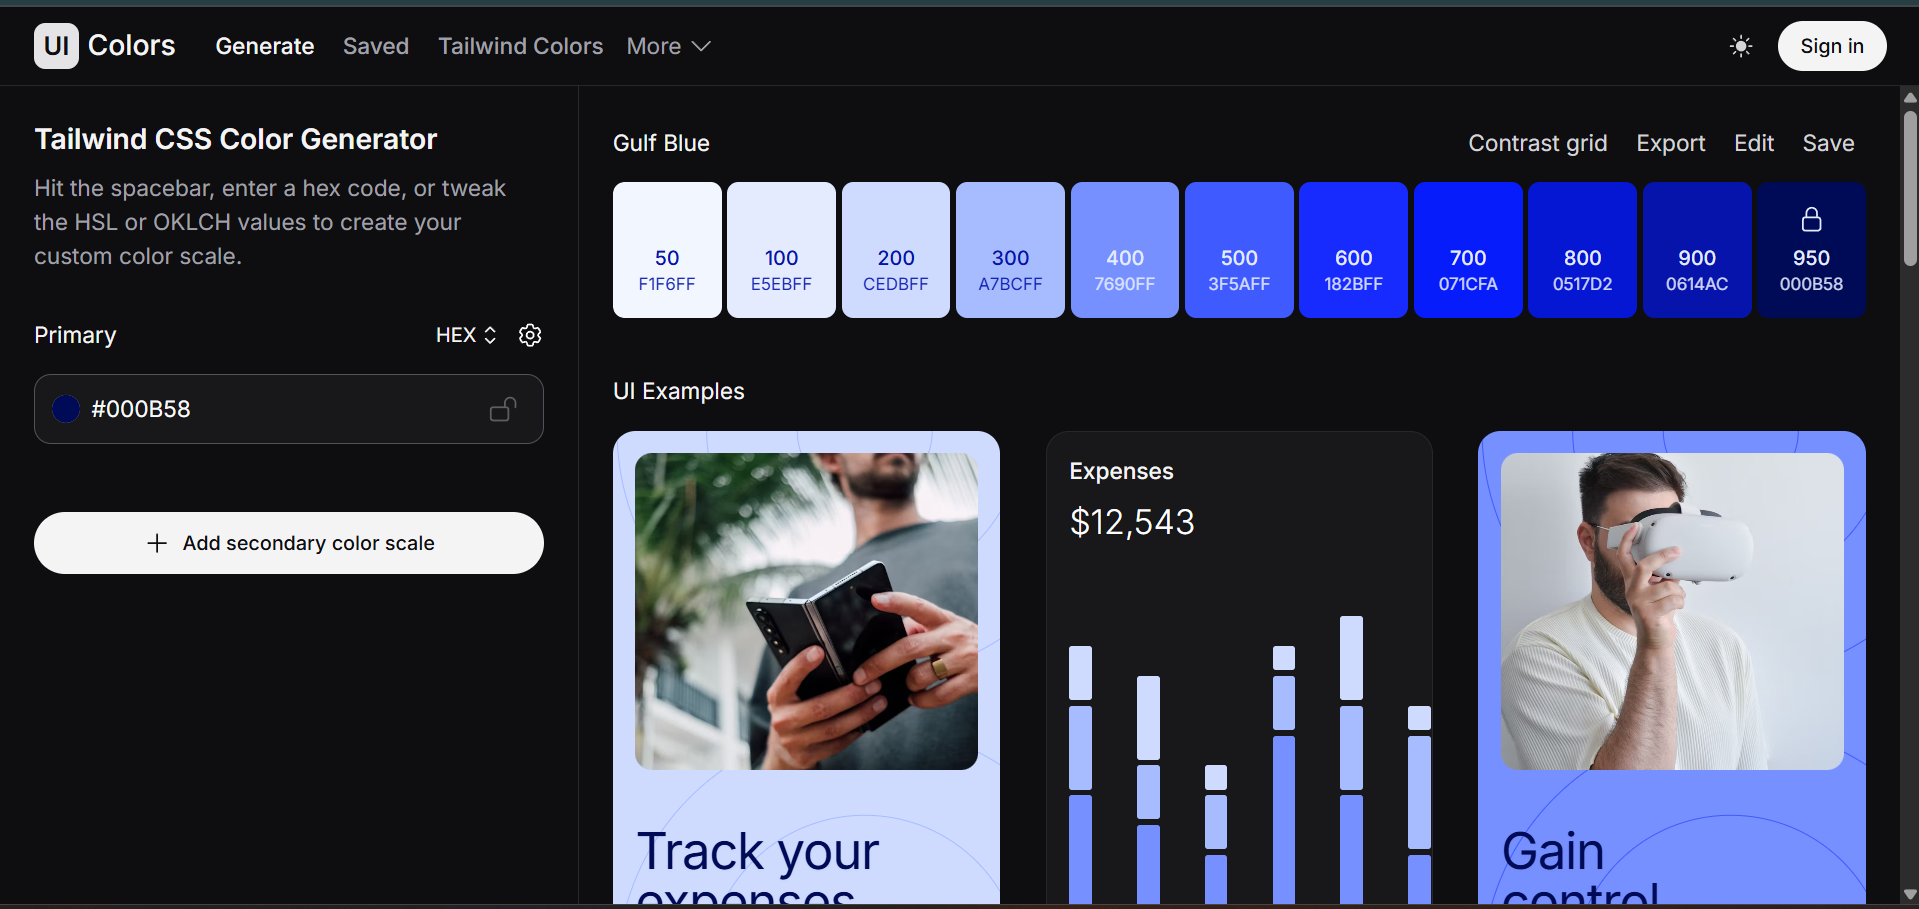 UI Colors Generate Saved Tailwind Colors More Sign in
Tailwind CSS Color Generator
Hit the spacebar, enter a hex code, or tweak
the HSL or OKLCH values to create your
custom color scale.
Primary HEX
#000B58
Add secondary color scale
Gulf Blue Contrast grid Export Edit Save
50 100 200 300 400 500 600 700 800 900 950
F1F6FF E5EBFF CEDBFF A7BCFF 7690FF 3F5AFF 182BFF 071CFA 0517D2 0614AC 000B58
UI Examples
Track your
expenses
Expenses
$12,543
Gain
control